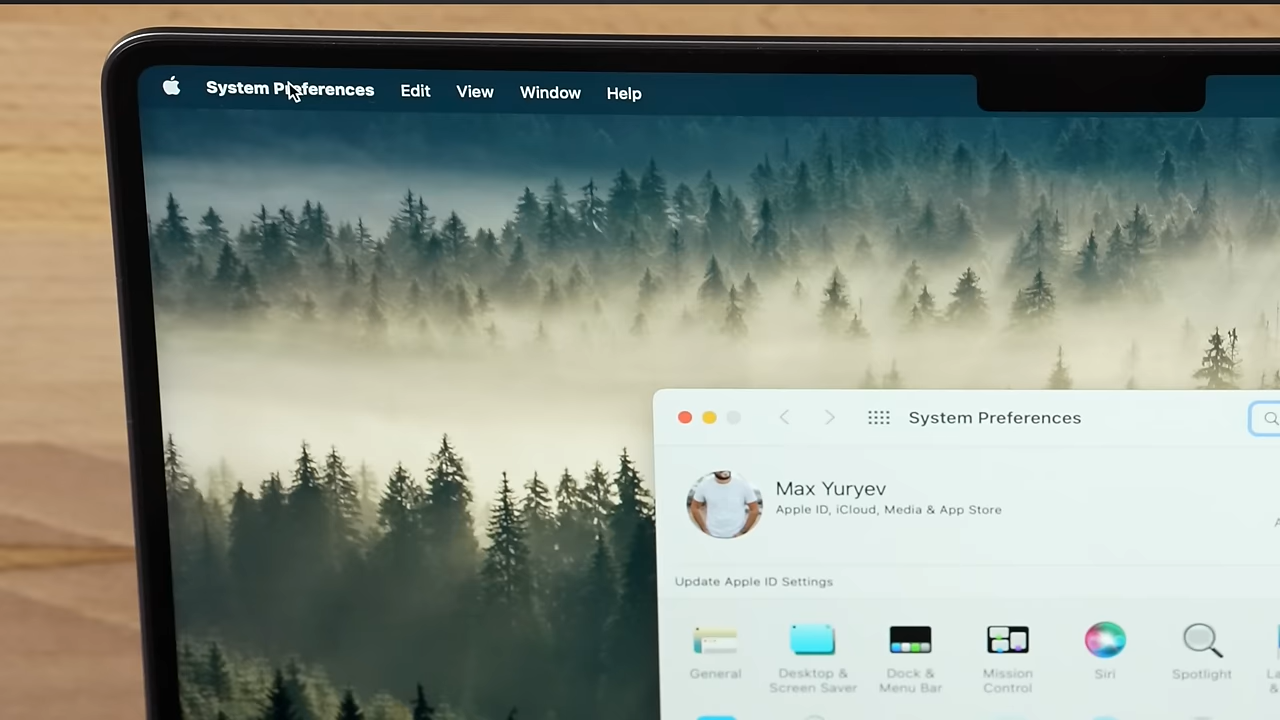 System Preferences Edit View Window Help
System Preferences
Max Yuryev
Apple ID, iCloud, Media & App Store
Update Apple ID Settings
General
Desktop &
Screen Saver
Dock &
Menu Bar
Mission
Control
Siri
Spotlight